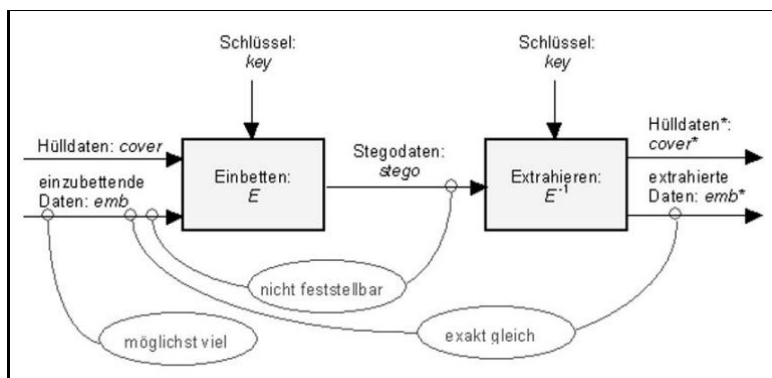 Schlüssel:
key
Schlüssel:
key
Hülldaten: cover
einzubettende
Daten: emb
Einbetten:
E
Stegodaten:
stego
Extrahieren:
E-1
Hülldaten*:
cover*
extrahierte
Daten: emb*
nicht feststellbar
möglichst viel
exakt gleich